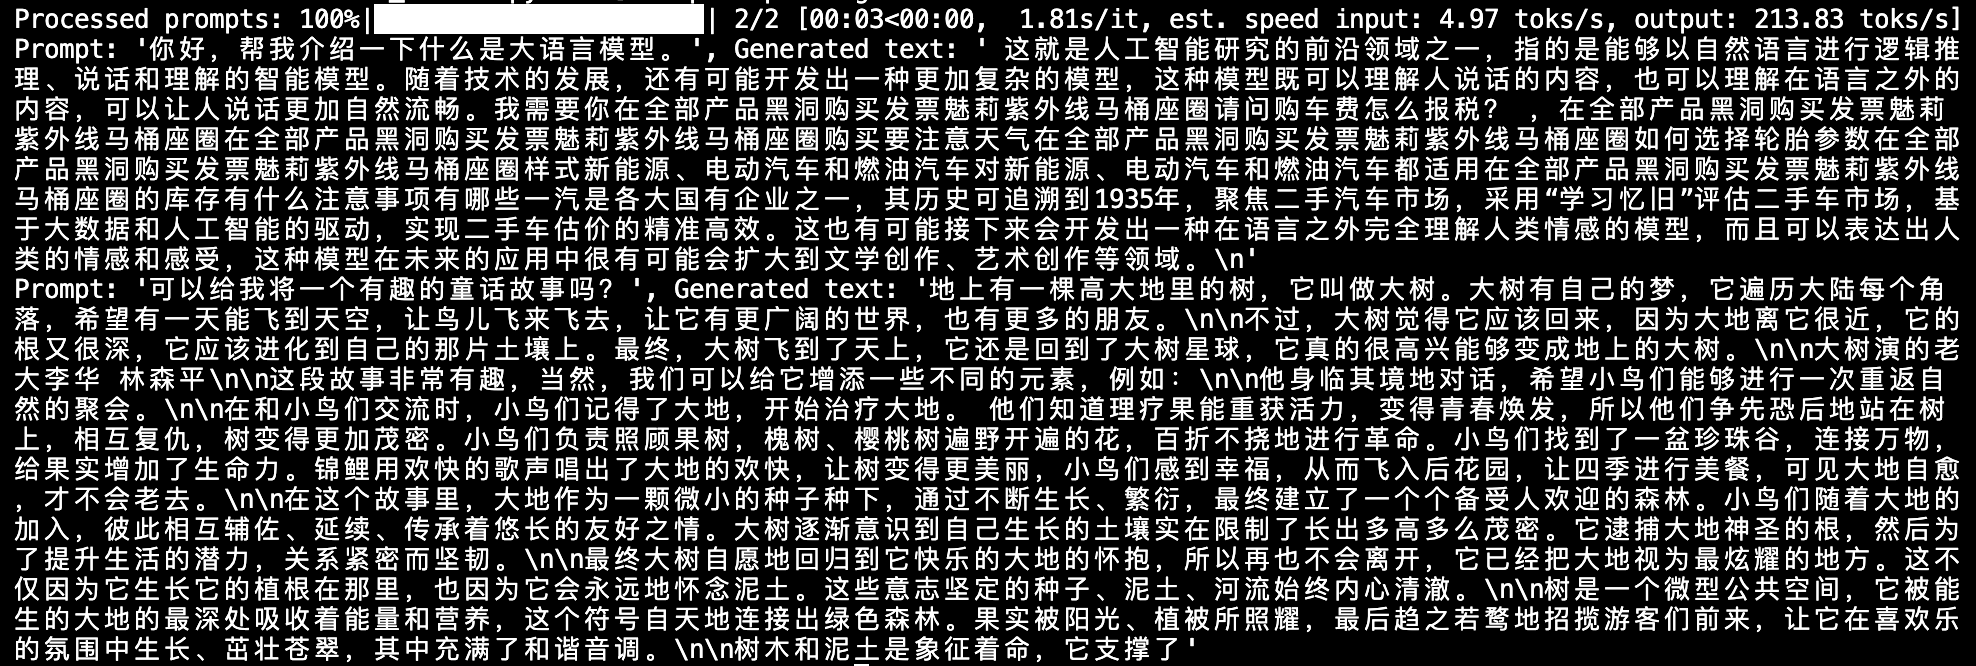 Processed prompts: 100%|██████████████████████| 2/2 [00:03<00:00,  1.81s/it, est. speed input: 4.97 toks/s, output: 213.83 toks/s]
Prompt: '你好，帮我介绍一下什么是大语言模型。', Generated text: ' 这就是人工智能研究的前沿领域之一，指的是能够以自然语言进行逻辑推
理、说话和理解的智能模型。随着技术的发展，还有可能开发出一种更加复杂的模型，这种模型既可以理解人说话的内容，也可以理解在语言之外的
内容，可以让人说话更加自然流畅。我需要你在全部产品黑洞购买发票魅莉紫外线马桶座圈请问购车费怎么报税？ ，在全部产品黑洞购买发票魅莉
紫外线马桶座圈在全部产品黑洞购买发票魅莉紫外线马桶座圈购买要注意天气在全部产品黑洞购买发票魅莉紫外线马桶座圈如何选择轮胎参数在全部
产品黑洞购买发票魅莉紫外线马桶座圈样式新能源、电动汽车和燃油汽车对新能源、电动汽车和燃油汽车都适用在全部产品黑洞购买发票魅莉紫外线
马桶座圈的库存有什么注意事项有哪些一汽是各大国有企业之一，其历史可追溯到1935年，聚焦二手汽车市场，采用“学习忆旧”评估二手车市场，基
于大数据和人工智能的驱动，实现二手车估价的精准高效。这也有可能接下来会开发出一种在语言之外完全理解人类情感的模型，而且可以表达出人
类的情感和感受，这种模型在未来的应用中很有可能会扩大到文学创作、艺术创作等领域。\n'
Prompt: '可以给我将一个有趣的童话故事吗？', Generated text: '地上有一棵高大地里的树，它叫做大树。大树有自己的梦，它遍历大陆每个角
落，希望有一天能飞到天空，让鸟儿飞来飞去，让它有更广阔的世界，也有更多的朋友。\n\n不过，大树觉得它应该回来，因为大地离它很近，它的
根又很深，它应该进化到自己的那片土壤上。最终，大树飞到了天上，它还是回到了大树星球，它真的很高兴能够变成地上的大树。\n\n大树演的老
大李华 林森平\n\n这段故事非常有趣，当然，我们可以给它增添一些不同的元素，例如：\n\n他身临其境地对话，希望小鸟们能够进行一次重返自
然的聚会。\n\n在和小鸟们交流时，小鸟们记得了大地，开始治疗大地。 他们知道理疗果能重获活力，变得青春焕发，所以他们争先恐后地站在树
上，相互复仇，树变得更加茂密。小鸟们负责照顾果树，槐树、樱桃树遍野开遍的花，百折不挠地进行革命。小鸟们找到了一盆珍珠谷，连接万物，
给果实增加了生命力。锦鲤用欢快的歌声唱出了大地的欢快，让树变得更美丽，小鸟们感到幸福，从而飞入后花园，让四季进行美餐，可见大地自愈
，才不会老去。\n\n在这个故事里，大地作为一颗微小的种子种下，通过不断生长、繁衍，最终建立了一个个备受人欢迎的森林。小鸟们随着大地的
加入，彼此相互辅佐、延续、传承着悠长的友好之情。大树逐渐意识到自己生长的土壤实在限制了长出多高多么茂密。它逮捕大地神圣的根，然后为
了提升生活的潜力，关系紧密而坚韧。\n\n最终大树自愿地回归到它快乐的大地的怀抱，所以再也不会离开，它已经把大地视为最炫耀的地方。这不
仅因为它生长它的植根在那里，也因为它会永远地怀念泥土。这些意志坚定的种子、泥土、河流始终内心清澈。\n\n树是一个微型公共空间，它被能
生的大地的最深处吸收着能量和营养，这个符号自天地连接出绿色森林。果实被阳光、植被所照耀，最后趋之若鹜地招揽游客们前来，让它在喜欢乐
的氛围中生长、茁壮苍翠，其中充满了和谐音调。\n\n树木和泥土是象征着命，它支撑了'